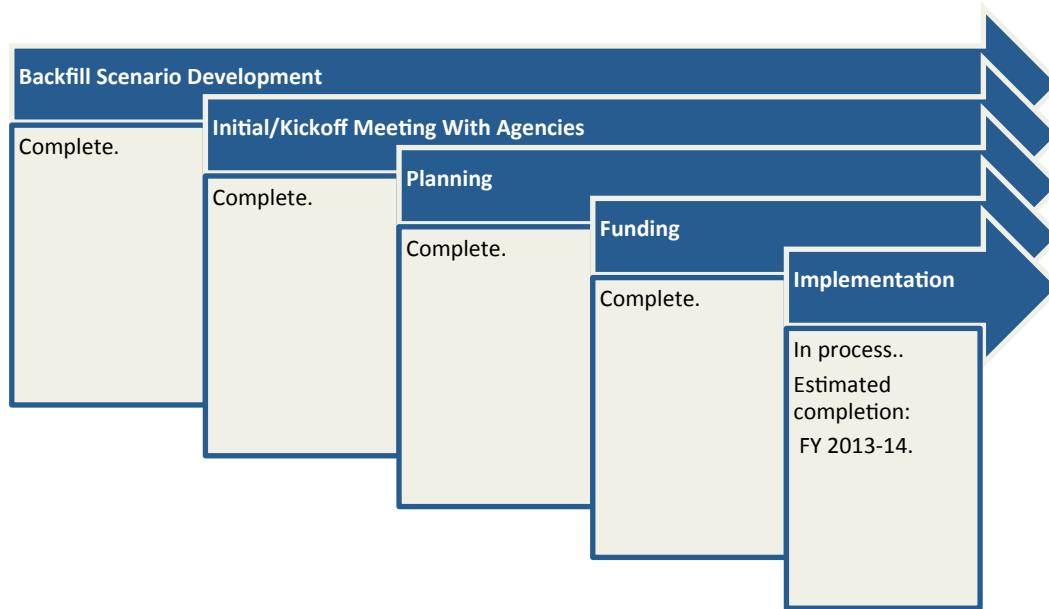 Backfill Scenario Development
Complete.
Initial/Kickoff Meeting With Agencies
Complete.
Planning
Complete.
Funding
Complete.
Implementation
In process..
Estimated
completion:
FY 2013-14.